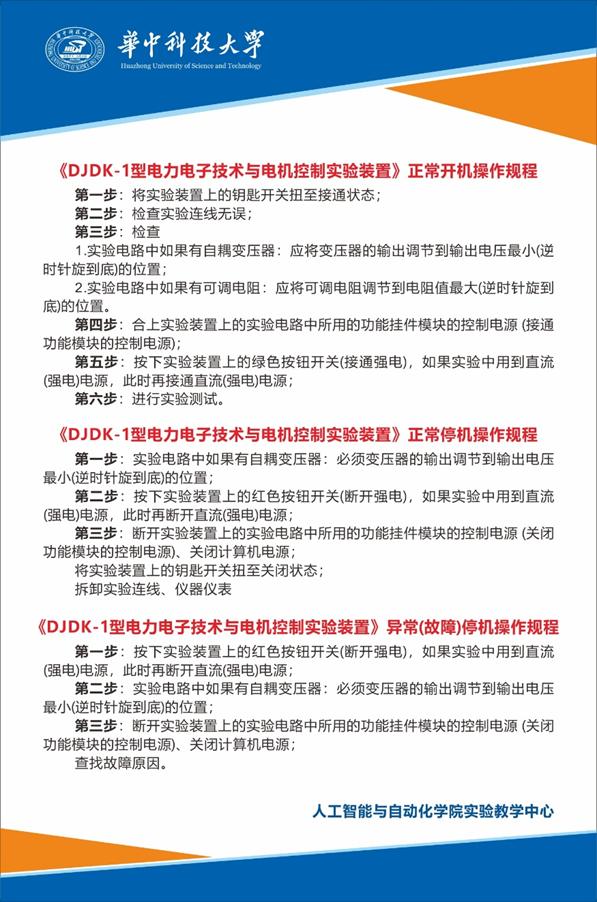 華中科技大学
Huazhong University of Science and Technology
《DJDK-1型电力电子技术与电机控制实验装置》正常开机操作规程
第一步：将实验装置上的钥匙开关扭至接通状态；
第二步：检查实验连线无误；
第三步：检查
1.实验电路中如果有自耦变压器：应将变压器的输出调节到输出电压最小(逆
时针旋到底)的位置；
2.实验电路中如果有可调电阻：应将可调电阻调节到电阻值最大(逆时针旋到
底)的位置。
第四步：合上实验装置上的实验电路中所用的功能挂件模块的控制电源 (接通
功能模块的控制电源)；
第五步：按下实验装置上的绿色按钮开关(接通强电)，如果实验中用到直流
(强电)电源，此时再接通直流(强电)电源；
第六步：进行实验测试。
《DJDK-1型电力电子技术与电机控制实验装置》正常停机操作规程
第一步：实验电路中如果有自耦变压器：必须变压器的输出调节到输出电压
最小(逆时针旋到底)的位置；
第二步：按下实验装置上的红色按钮开关(断开强电)，如果实验中用到直流
(强电)电源，此时再断开直流(强电)电源；
第三步：断开实验装置上的实验电路中所用的功能挂件模块的控制电源 (关闭
功能模块的控制电源)、关闭计算机电源；
将实验装置上的钥匙开关扭至关闭状态；
拆卸实验连线、仪器仪表
《DJDK-1型电力电子技术与电机控制实验装置》异常(故障)停机操作规程
第一步：按下实验装置上的红色按钮开关(断开强电)，如果实验中用到直流
(强电)电源，此时再断开直流(强电)电源；
第二步：实验电路中如果有自耦变压器：必须变压器的输出调节到输出电压
最小(逆时针旋到底)的位置；
第三步：断开实验装置上的实验电路中所用的功能挂件模块的控制电源 (关闭
功能模块的控制电源)、关闭计算机电源；
查找故障原因。
人工智能与自动化学院实验教学中心